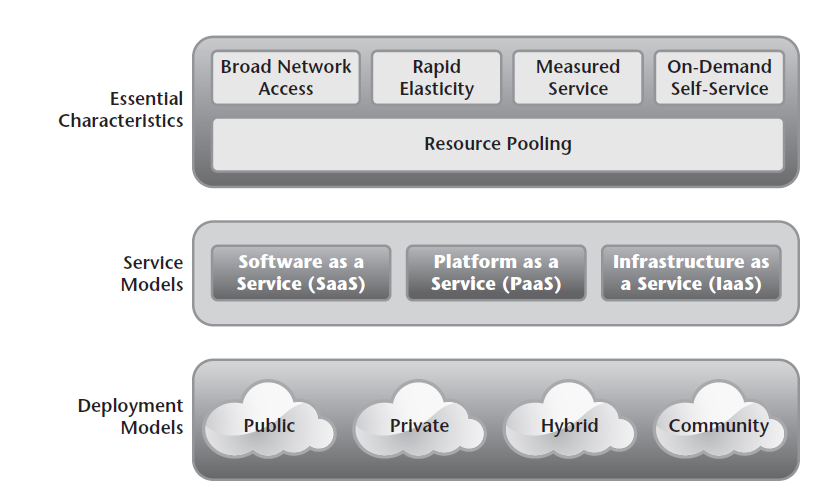 Essential
Characteristics
Broad Network
Access
Rapid
Elasticity
Measured
Service
On-Demand
Self-Service
Resource Pooling
Service
Models
Software as a
Service (SaaS)
Platform as a
Service (PaaS)
Infrastructure as
a Service (IaaS)
Deployment
Models
Public
Private
Hybrid
Community